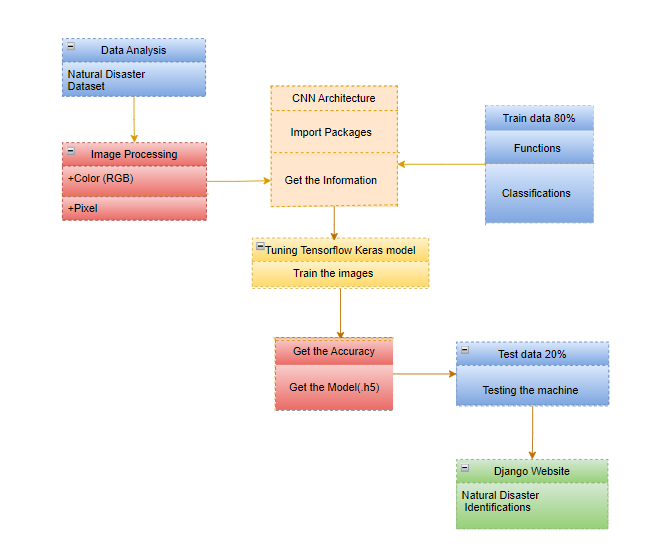 Data Analysis
Natural Disaster
Dataset
Image Processing
+Color (RGB)
+Pixel
CNN Architecture
Import Packages
Get the Information
Train data 80%
Functions
Classifications
Tuning Tensorflow Keras model
Train the images
Get the Accuracy
Get the Model(.h5)
Test data 20%
Testing the machine
Django Website
Natural Disaster
Identifications